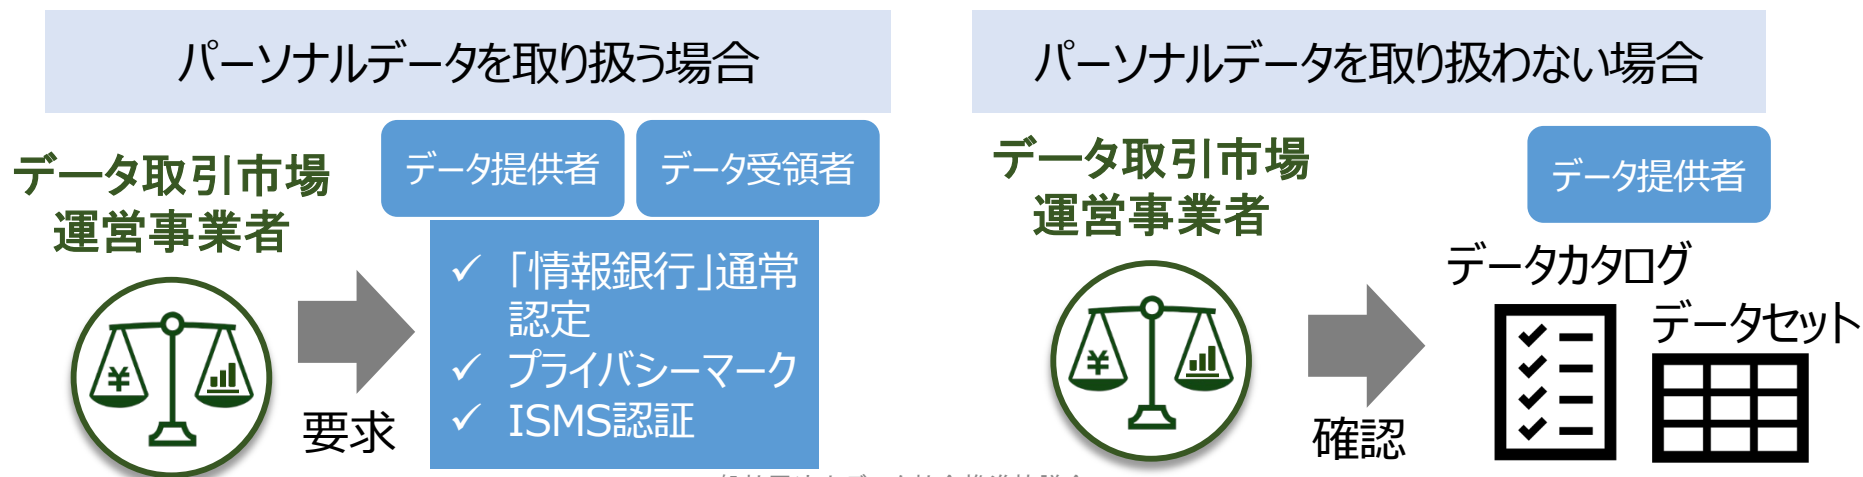 パーソナルデータを取り扱う場合
データ取引市場
運営事業者
データ提供者
データ受領者
✓ 「情報銀行」通常
認定
✓ プライバシーマーク
✓ ISMS認証
¥
要求
パーソナルデータを取り扱わない場合
データ取引市場
運営事業者
データ提供者
データカタログ
データセット
¥
確認